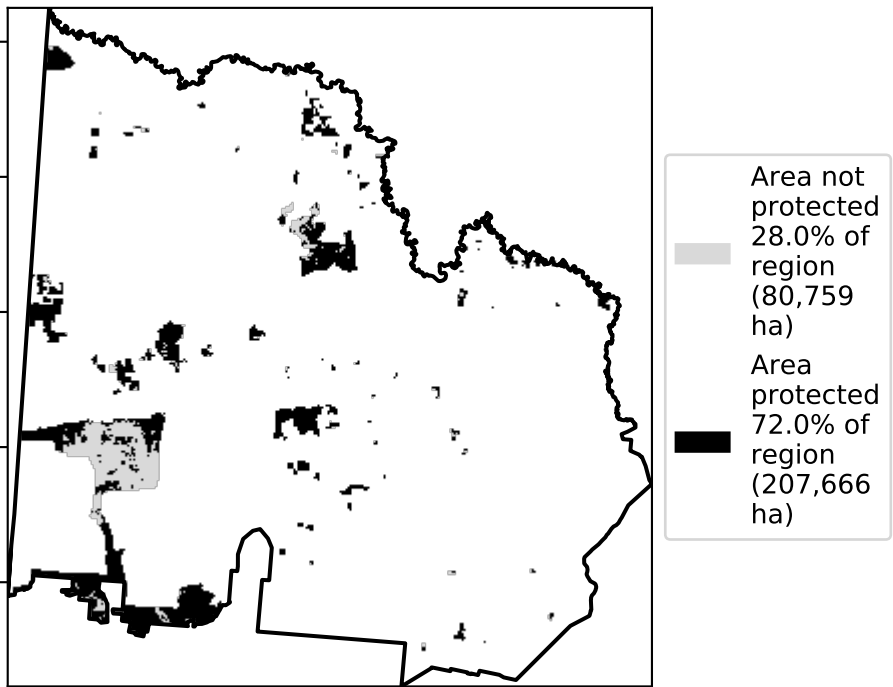 Area not
protected
28.0% of
region
(80,759
ha)
Area
protected
72.0% of
region
(207,666
ha)